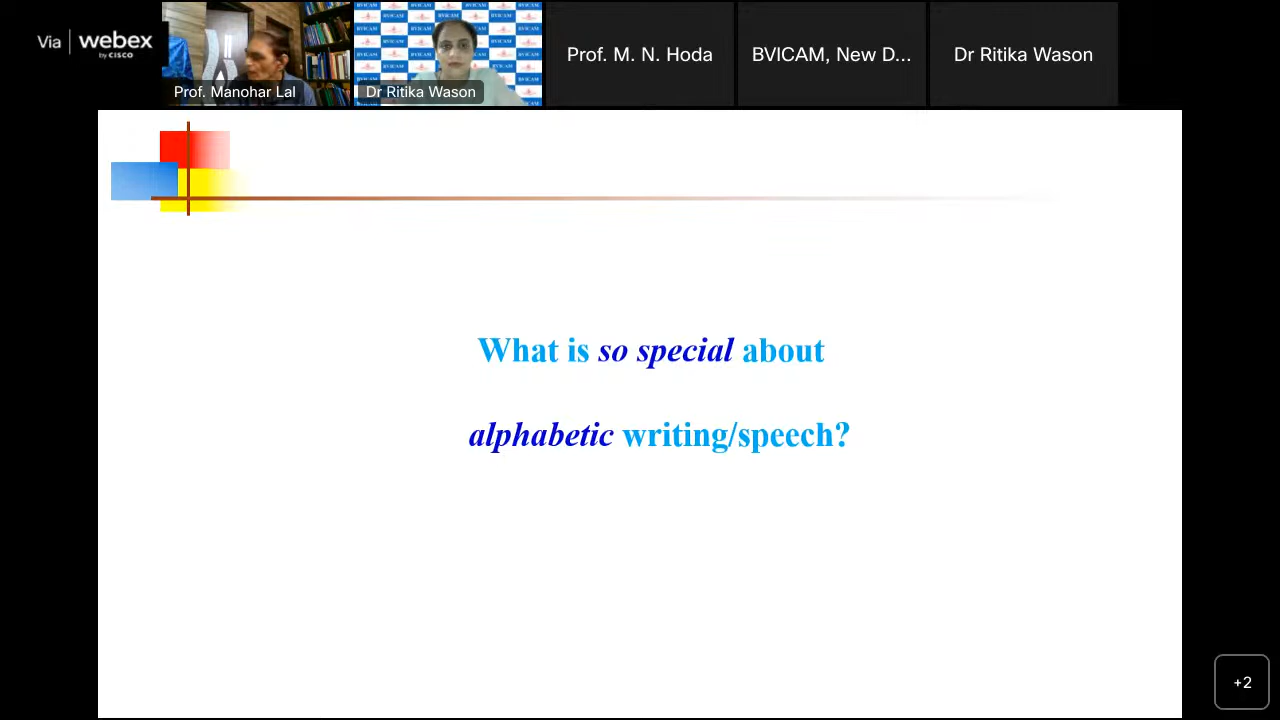 Via webex
by CISCO
Prof. Manohar Lal
BVICAM
Dr Ritika Wason
Prof. M. N. Hoda
BVICAM, New D...
Dr Ritika Wason
What is so special about
alphabetic writing/speech?
+2